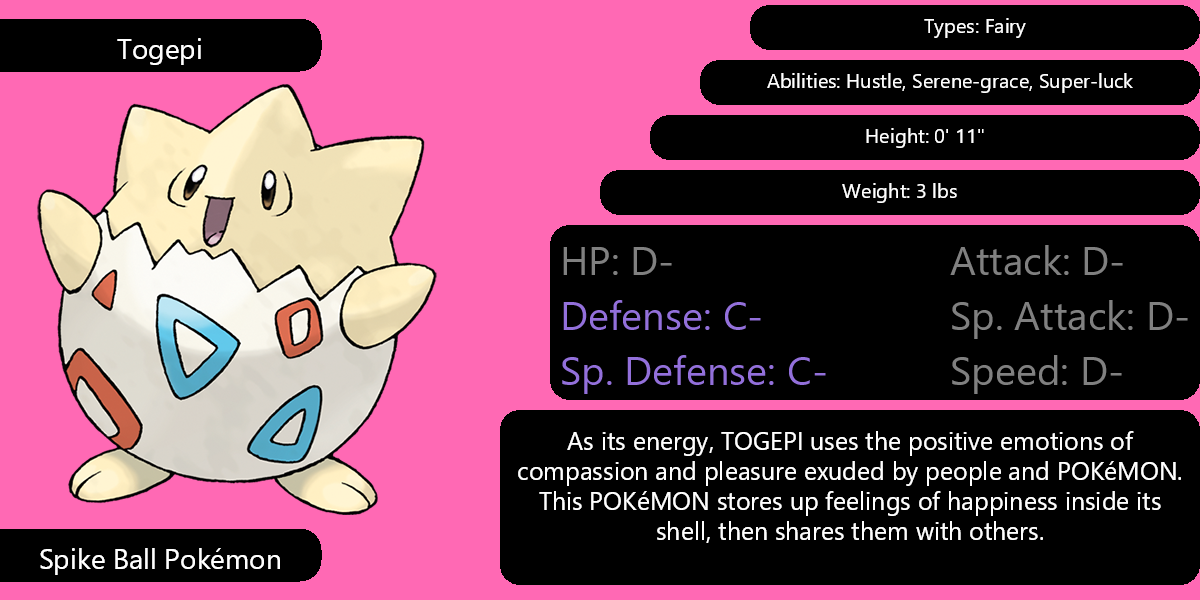 Togepi
Types: Fairy
Abilities: Hustle, Serene-grace, Super-luck
Height: 0' 11"
Weight: 3 lbs
HP: D-
Attack: D-
Defense: C-
Sp. Attack: D-
Sp. Defense: C-
Speed: D-
As its energy, TOGEPI uses the positive emotions of
compassion and pleasure exuded by people and POKéMON.
This POKéMON stores up feelings of happiness inside its
shell, then shares them with others.
Spike Ball Pokémon